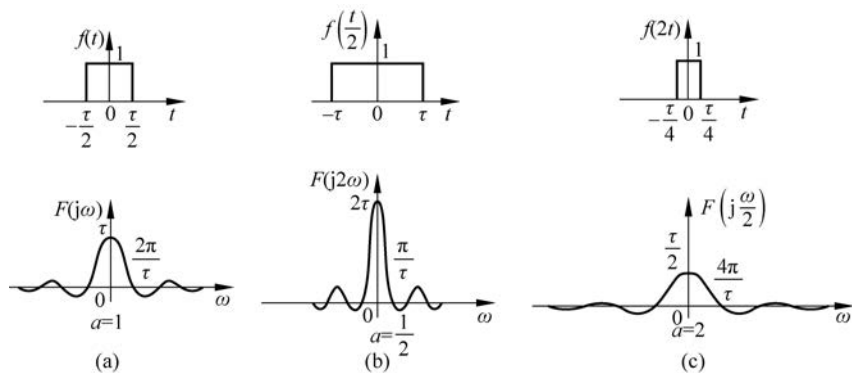 f(t)
1
-τ/2 0 τ/2 t
f(t/2)
1
-τ 0 τ t
f(2t)
1
-τ/4 0 τ/4 t
F(jω)
τ
2π/τ
0 ω
a=1
(a)
F(j2ω)
2τ
π/τ
0 ω
a=1/2
(b)
F(j ω/2)
τ/2
4π/τ
0 ω
a=2
(c)